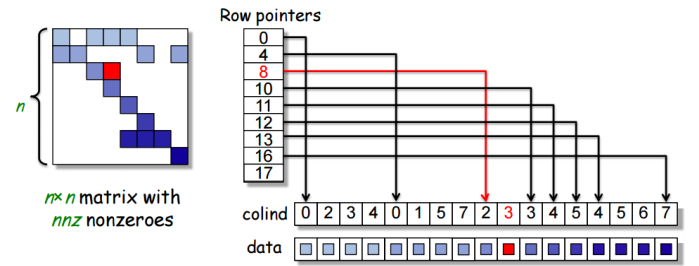 Row pointers
0
4
8
10
11
12
13
16
17
n
n×n matrix with
nnz nonzeroes
colind 0 2 3 4 0 1 5 7 2 3 3 4 5 4 5 6 7
data